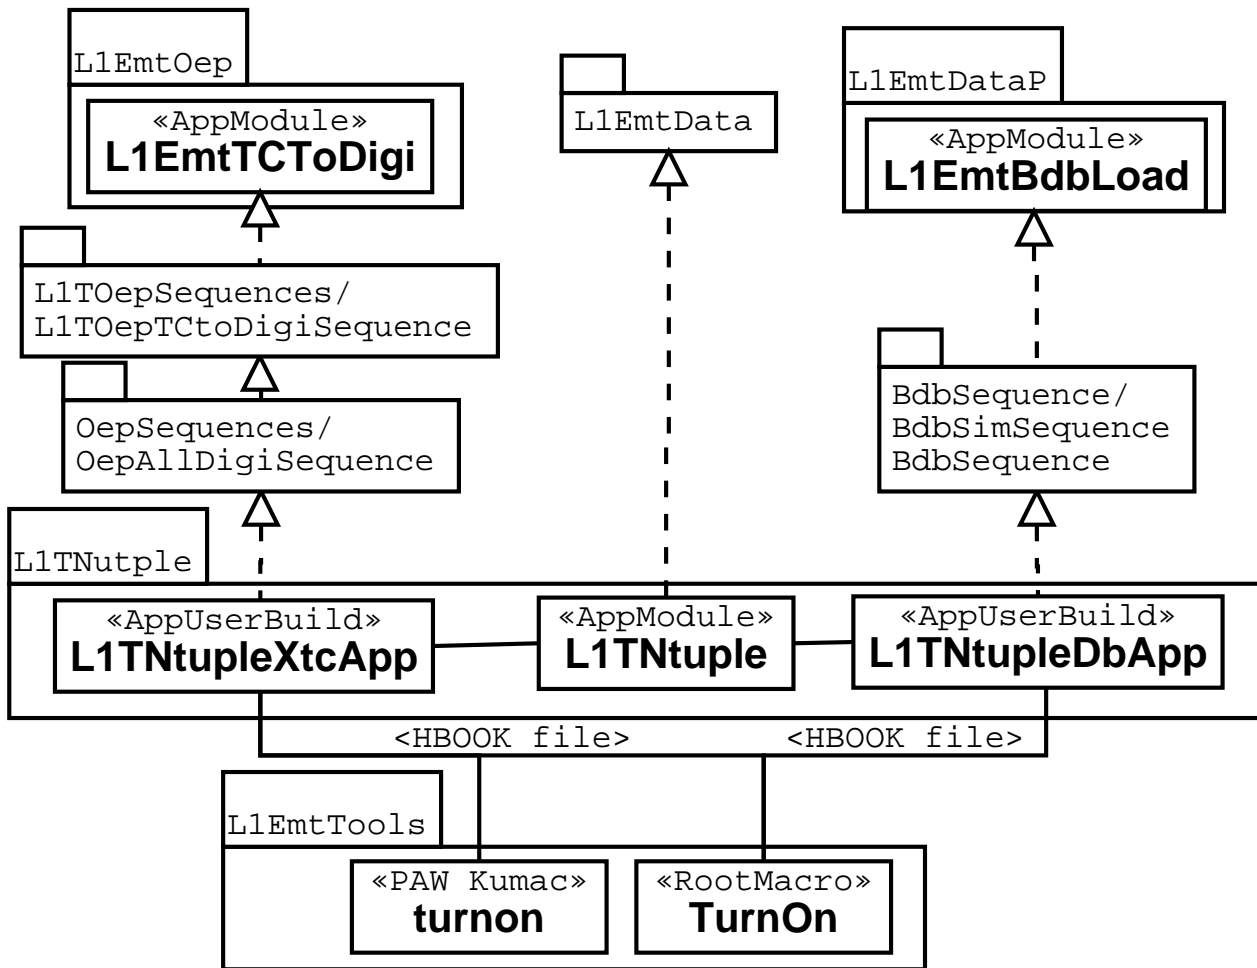 L1EmtOep
«AppModule»
L1EmtTCToDigi
L1EmtData
L1EmtDataP
«AppModule»
L1EmtBdbLoad
L1TOepSequences/
L1TOepTCtoDigiSequence
OepSequences/
OepAllDigiSequence
BdbSequence/
BdbSimSequence
BdbSequence
L1TNutple
«AppUserBuild»
L1TNtupleXtcApp
«AppModule»
L1TNtuple
«AppUserBuild»
L1TNtupleDbApp
<HBOOK file>
<HBOOK file>
L1EmtTools
«PAW Kumac»
turnon
«RootMacro»
TurnOn